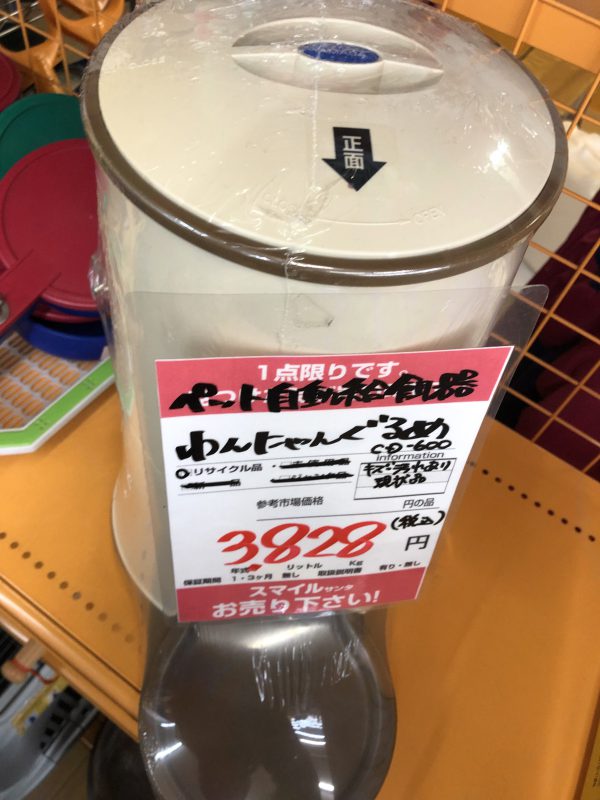 正面
CLOSE
OPEN
1点限りです。
ペット自動給餌器
わんにゃんぐるめ
CD-600
information
リサイクル品
キズ・汚れあり
現状品
参考市場価格
円の品
3,828 (税込) 円
年式 リットル Kg
保証期間 1・3ヶ月 無し 取扱説明書 有り・無し
スマイルサンタ
お売り下さい!